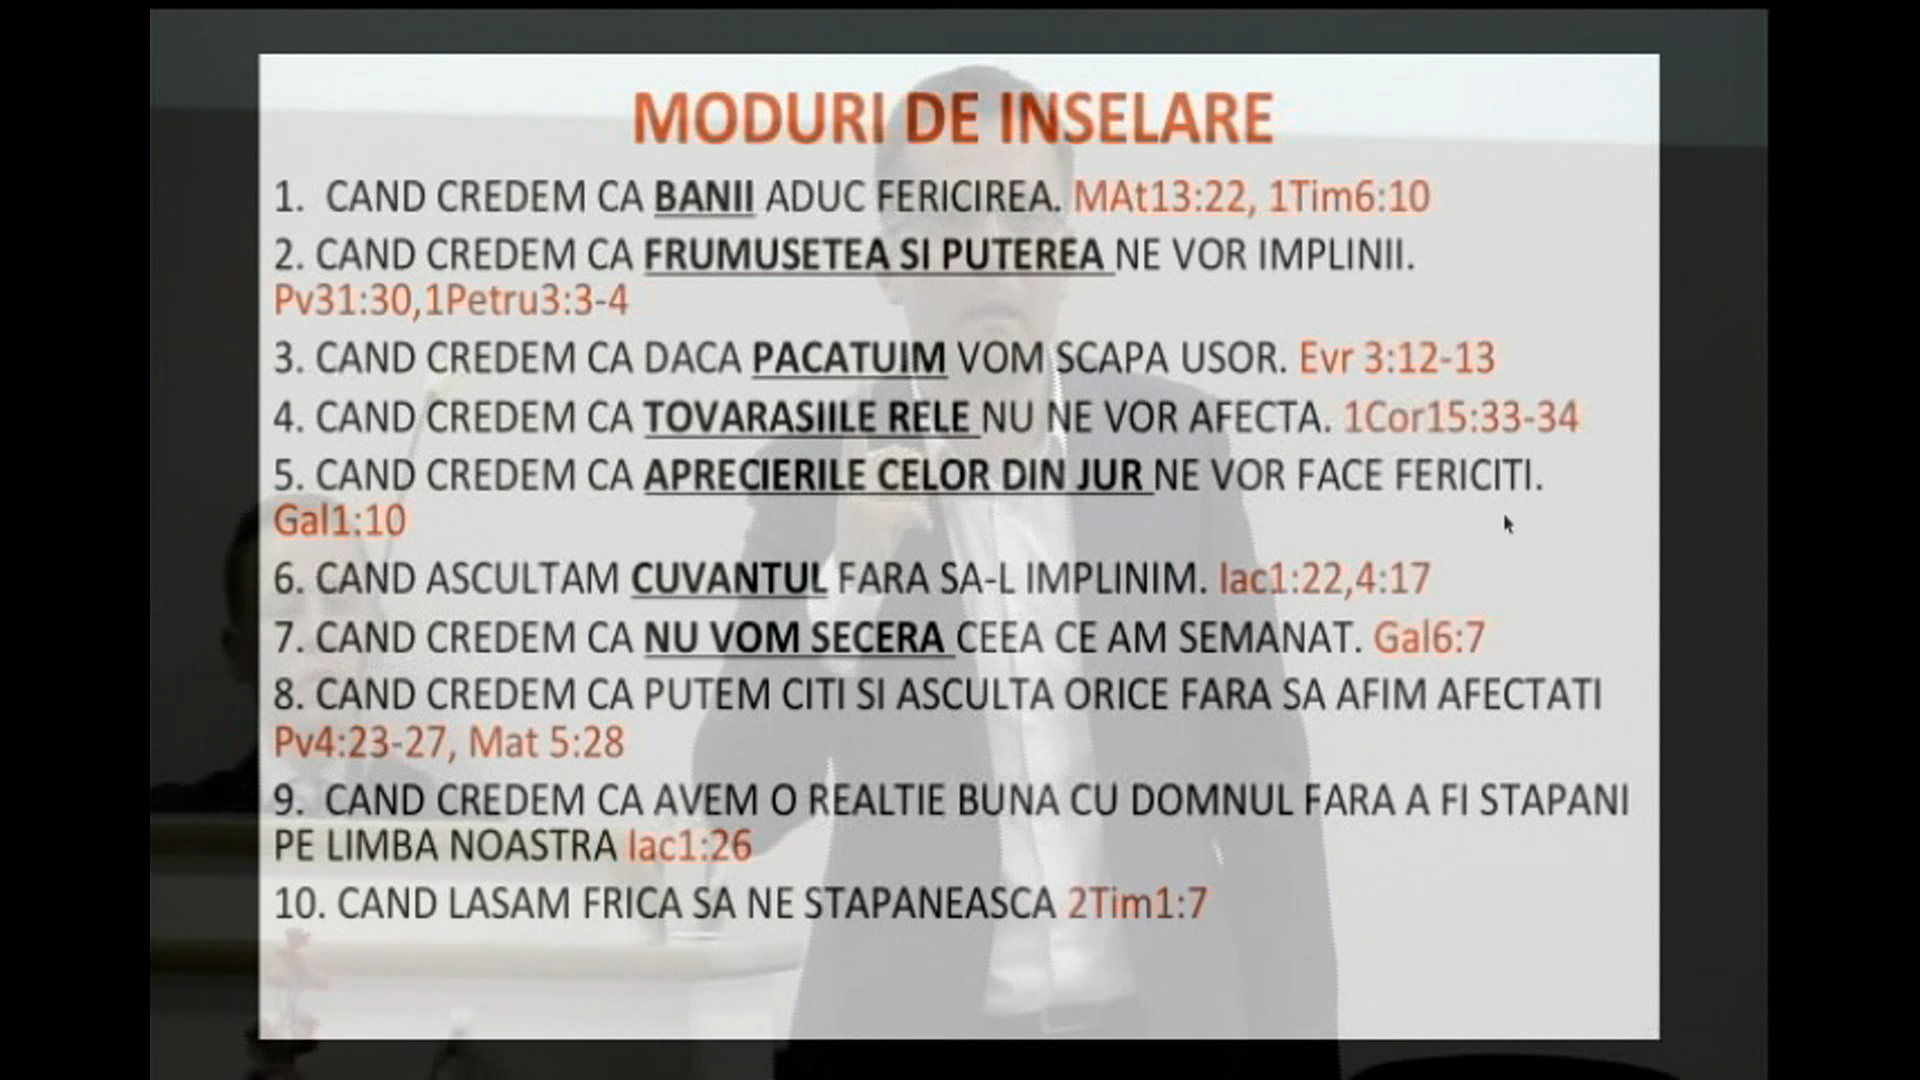 MODURI DE INSELARE
1. CAND CREDEM CA BANII ADUC FERICIREA. MAt13:22, 1Tim6:10
2. CAND CREDEM CA FRUMUSETEA SI PUTEREA NE VOR IMPLINII.
Pv31:30,1Petru3:3-4
3. CAND CREDEM CA DACA PACATUIM VOM SCAPA USOR. Evr 3:12-13
4. CAND CREDEM CA TOVARASIILE RELE NU NE VOR AFECTA. 1Cor15:33-34
5. CAND CREDEM CA APRECIERILE CELOR DIN JUR NE VOR FACE FERICITI.
Gal1:10
6. CAND ASCULTAM CUVANTUL FARA SA-L IMPLINIM. Iac1:22,4:17
7. CAND CREDEM CA NU VOM SECERA CEEA CE AM SEMANAT. Gal6:7
8. CAND CREDEM CA PUTEM CITI SI ASCULTA ORICE FARA SA AFIM AFECTATI
Pv4:23-27, Mat 5:28
9. CAND CREDEM CA AVEM O REALTIE BUNA CU DOMNUL FARA A FI STAPANI
PE LIMBA NOASTRA Iac1:26
10. CAND LASAM FRICA SA NE STAPANEASCA 2Tim1:7